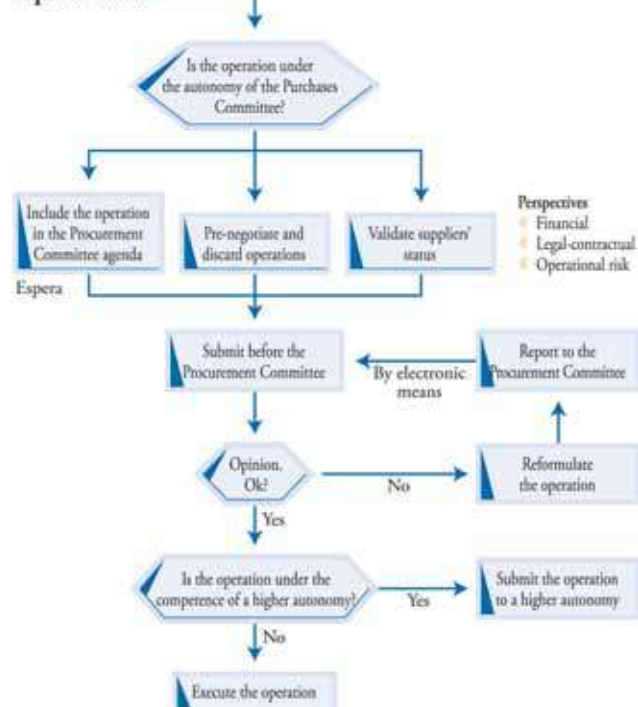 Is the operation under
the autonomy of the Purchases
Committee?
Include the operation
in the Procurement
Committee agenda
Pre-negotiate and
discard operations
Validate suppliers'
status
Perspectives
Financial
Legal-contractual
Operational risk
Espera
Submit before the
Procurement Committee
By electronic
means
Report to the
Procurement Committee
Opinion.
Ok?
No
Reformulate
the operation
Yes
Is the operation under the
competence of a higher autonomy?
Yes
Submit the operation
to a higher autonomy
No
Execute the operation